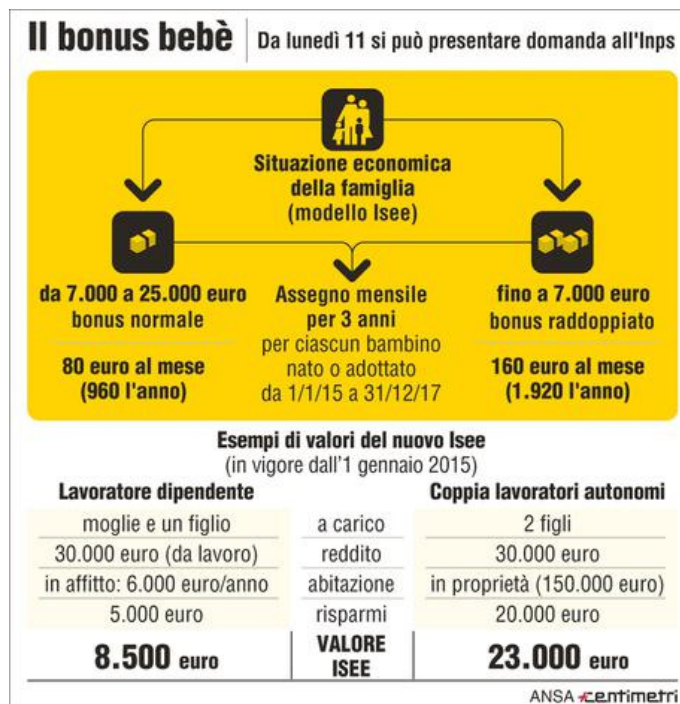 Il bonus bebè
Da lunedì 11 si può presentare domanda all'Inps
Situazione economica
della famiglia
(modello Isee)
da 7.000 a 25.000 euro
bonus normale
80 euro al mese
(960 l'anno)
Assegno mensile
per 3 anni
per ciascun bambino
nato o adottato
da 1/1/15 a 31/12/17
fino a 7.000 euro
bonus raddoppiato
160 euro al mese
(1.920 l'anno)
Esempi di valori del nuovo Isee
(in vigore dall'1 gennaio 2015)
Lavoratore dipendente Coppia lavoratori autonomi
moglie e un figlio a carico 2 figli
30.000 euro (da lavoro) reddito 30.000 euro
in affitto: 6.000 euro/anno abitazione in proprietà (150.000 euro)
5.000 euro risparmi 20.000 euro
8.500 euro VALORE ISEE 23.000 euro
ANSA centimetri